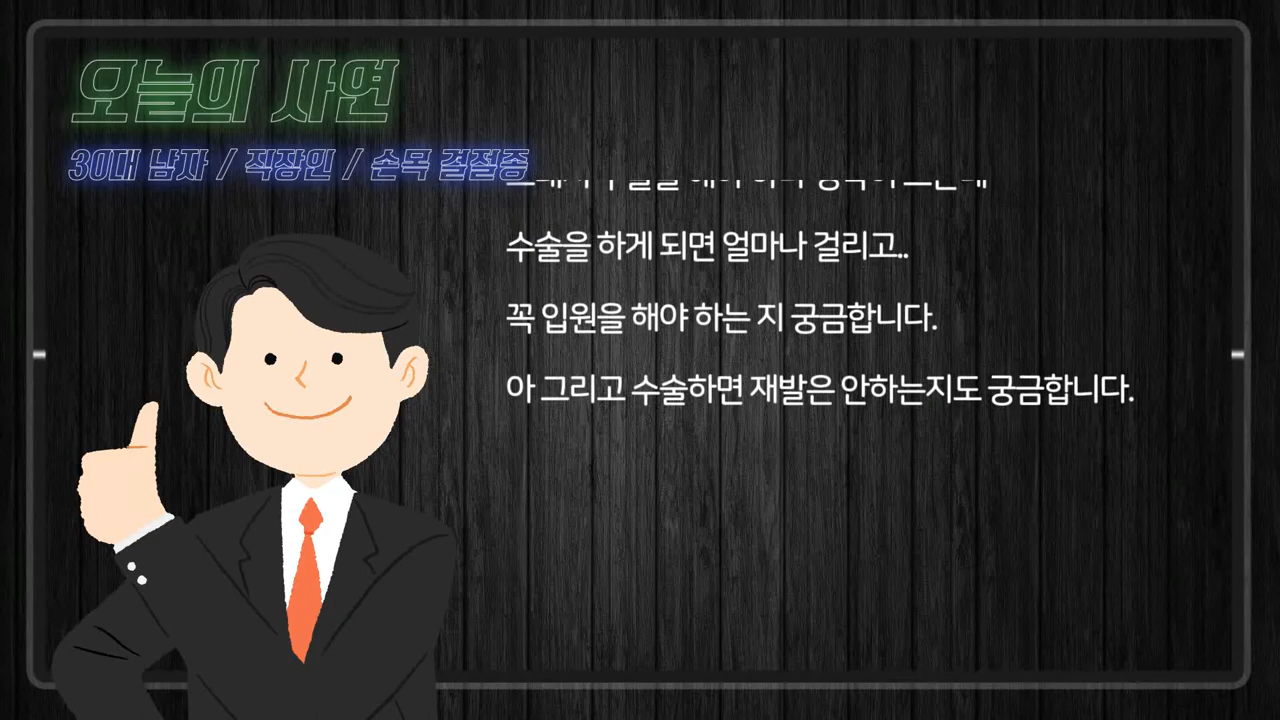 오늘의 사연
30대 남자 / 직장인 / 손목 결절종
수술을 하게 되면 얼마나 걸리고..
꼭 입원을 해야 하는 지 궁금합니다.
아 그리고 수술하면 재발은 안하는지도 궁금합니다.